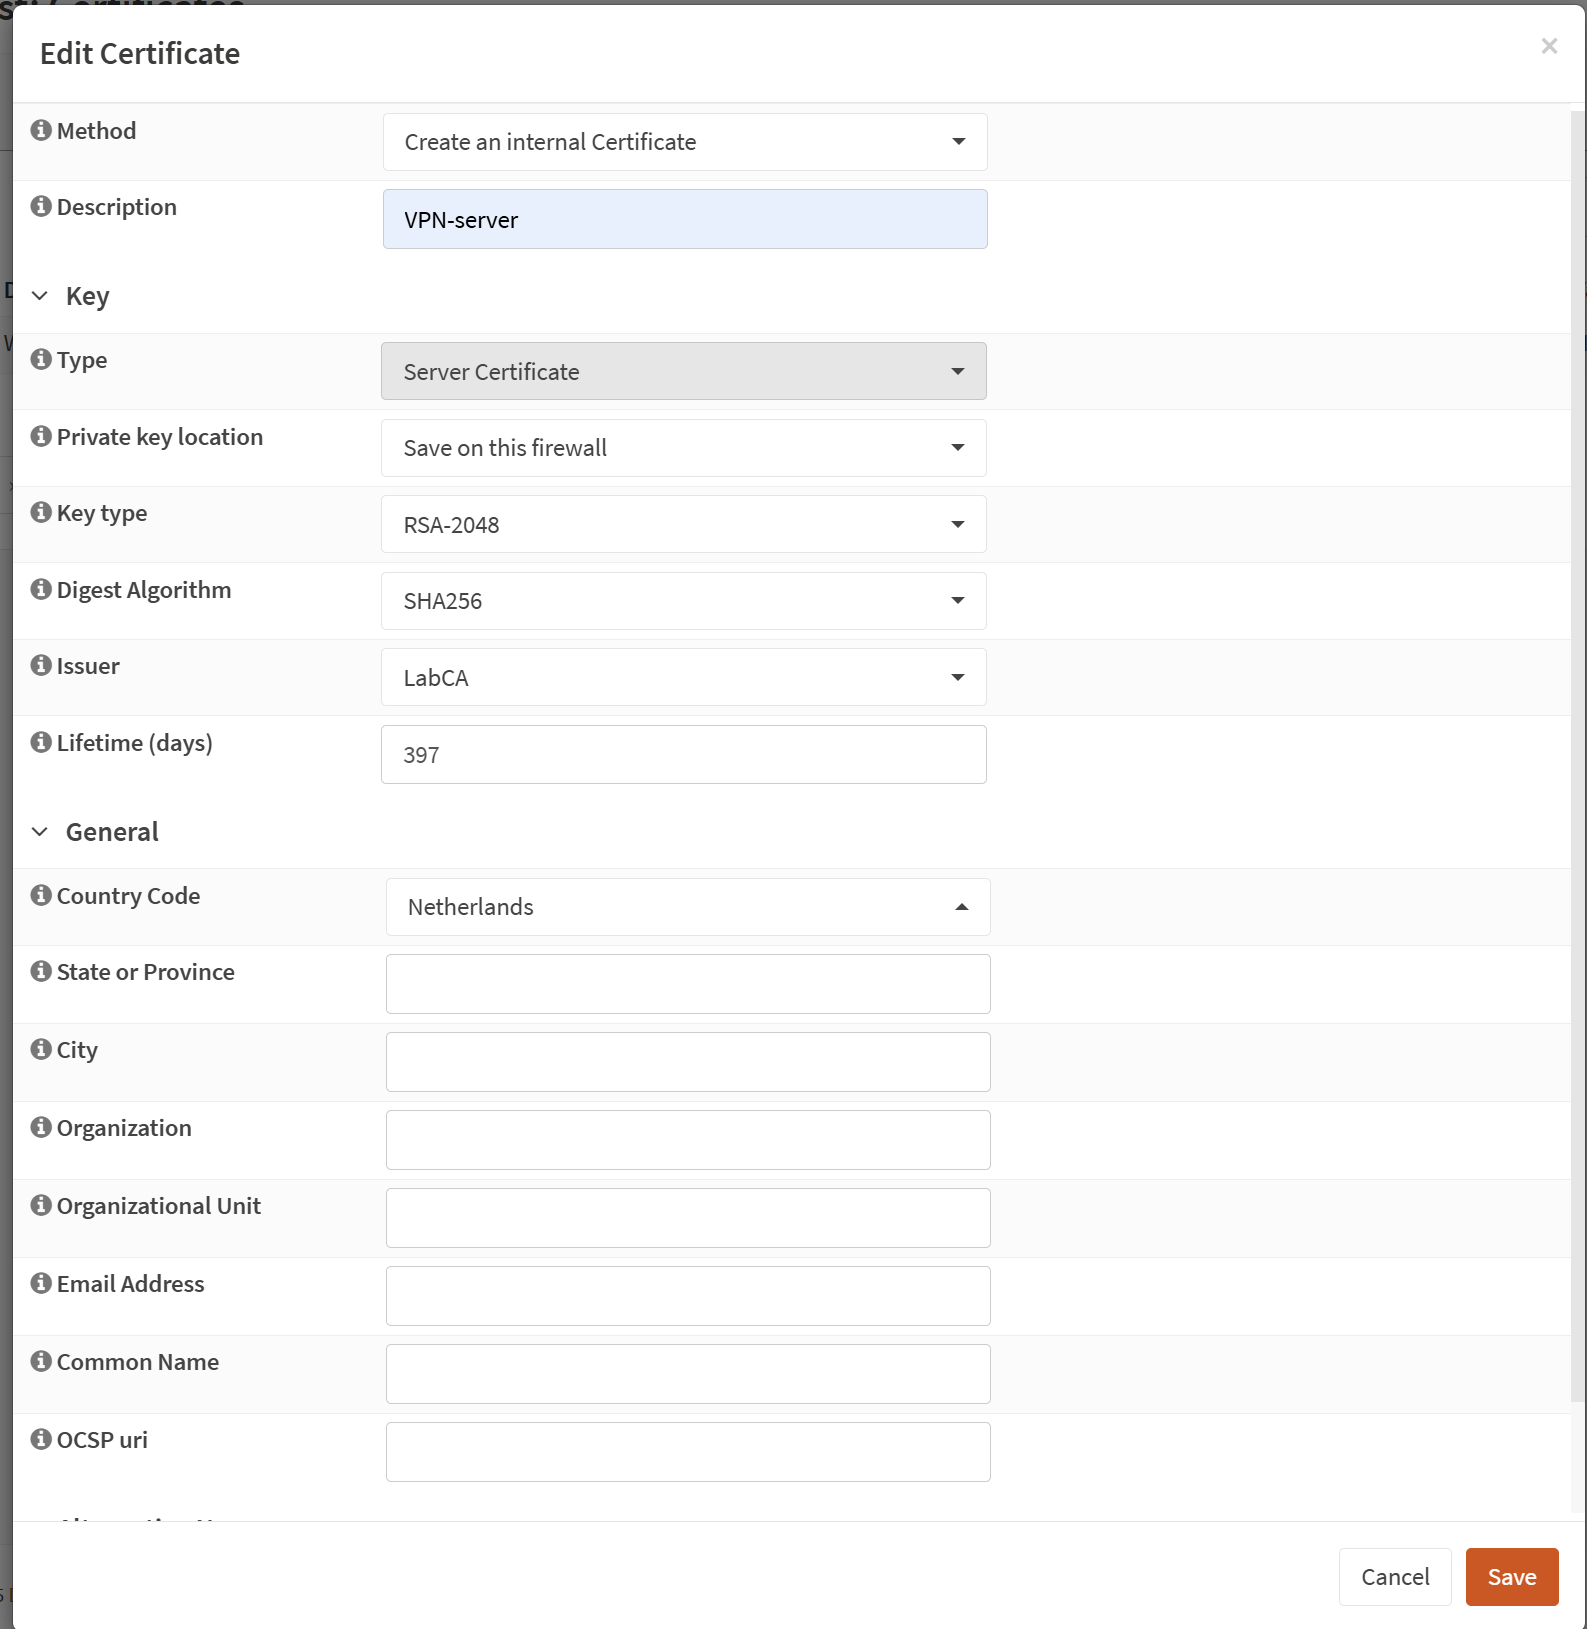 Edit Certificate
×
Method
Create an internal Certificate
Description
VPN-server
Key
Type
Server Certificate
Private key location
Save on this firewall
Key type
RSA-2048
Digest Algorithm
SHA256
Issuer
LabCA
Lifetime (days)
397
General
Country Code
Netherlands
State or Province
City
Organization
Organizational Unit
Email Address
Common Name
OCSP uri
Cancel
Save